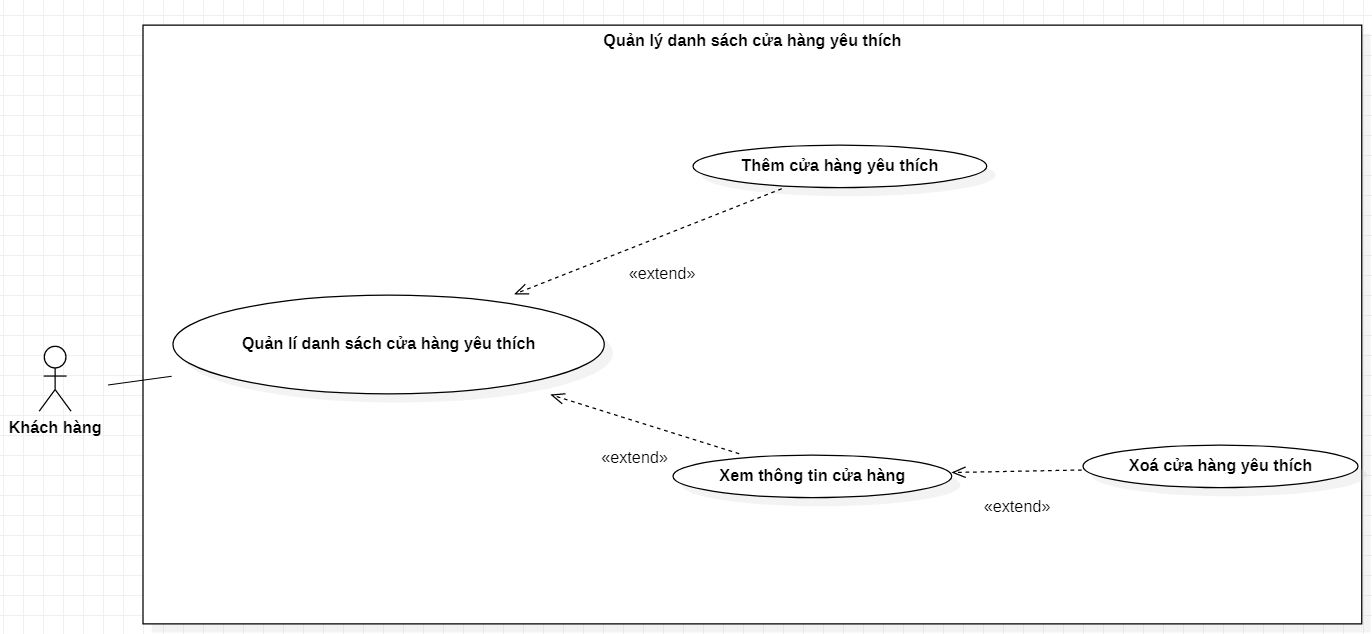 Quản lý danh sách cửa hàng yêu thích
Thêm cửa hàng yêu thích
«extend»
Quản lí danh sách cửa hàng yêu thích
Khách hàng
«extend»
Xem thông tin cửa hàng
Xoá cửa hàng yêu thích
«extend»